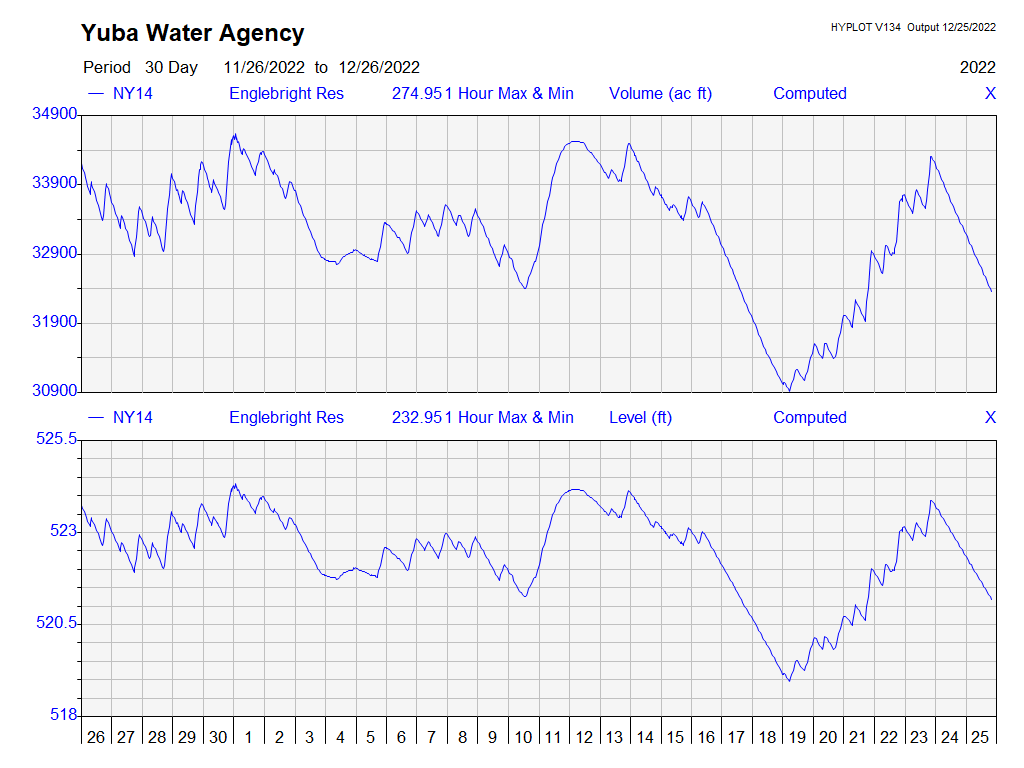 Yuba Water Agency
HYPLOT V134 Output 12/25/2022
Period 30 Day 11/26/2022 to 12/26/2022 2022
NY14 Englebright Res 274.951 Hour Max & Min Volume (ac ft) Computed X
34900
33900
32900
31900
30900
NY14 Englebright Res 232.951 Hour Max & Min Level (ft) Computed X
525.5
523
520.5
518
26 27 28 29 30 1 2 3 4 5 6 7 8 9 10 11 12 13 14 15 16 17 18 19 20 21 22 23 24 25